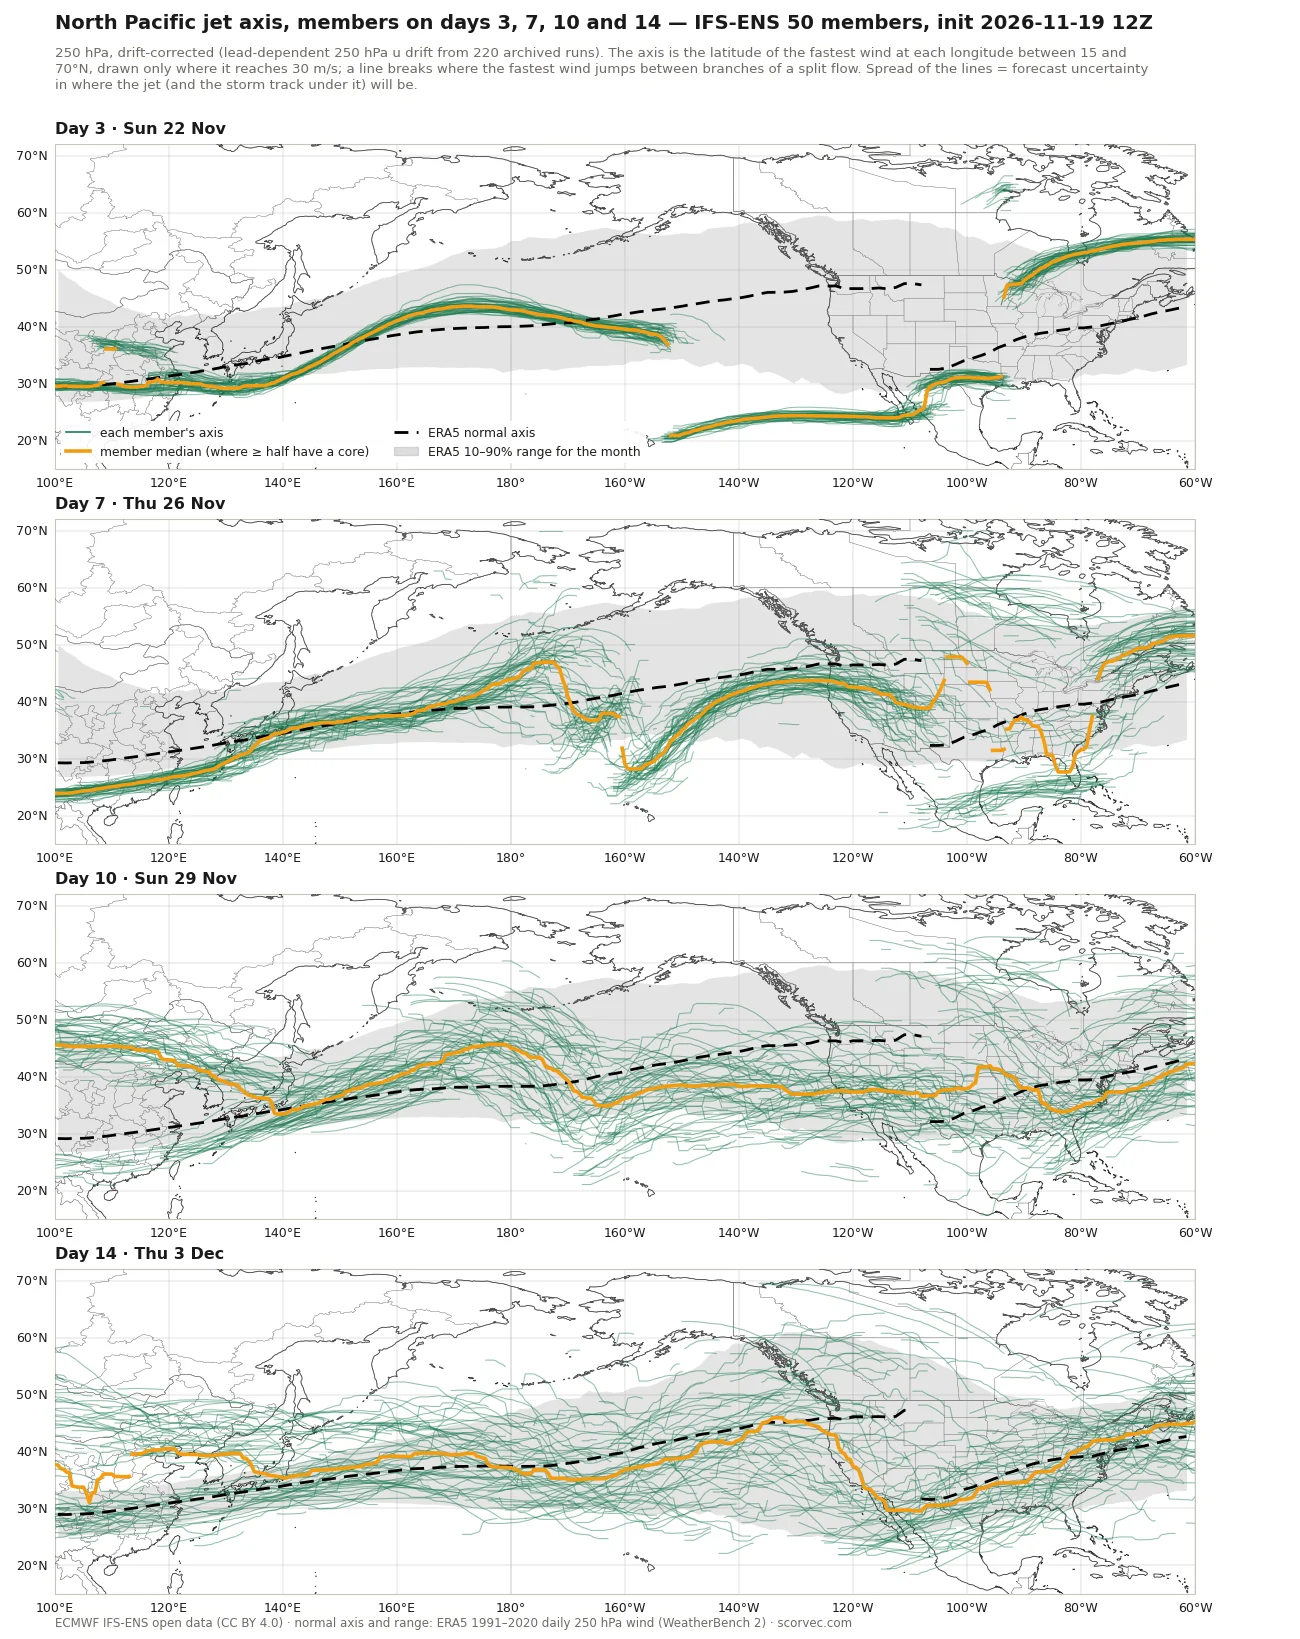 North Pacific jet axis, members on days 3, 7, 10 and 14 — IFS-ENS 50 members, init 2026-11-19 12Z
250 hPa, drift-corrected (lead-dependent 250 hPa u drift from 220 archived runs). The axis is the latitude of the fastest wind at each longitude between 15 and
70°N, drawn only where it reaches 30 m/s; a line breaks where the fastest wind jumps between branches of a split flow. Spread of the lines = forecast uncertainty
in where the jet (and the storm track under it) will be.
Day 3 · Sun 22 Nov
70°N
60°N
50°N
40°N
30°N
20°N
each member's axis
member median (where ≥ half have a core)
ERA5 normal axis
ERA5 10–90% range for the month
100°E 120°E 140°E 160°E 180° 160°W 140°W 120°W 100°W 80°W 60°W
Day 7 · Thu 26 Nov
70°N
60°N
50°N
40°N
30°N
20°N
100°E 120°E 140°E 160°E 180° 160°W 140°W 120°W 100°W 80°W 60°W
Day 10 · Sun 29 Nov
70°N
60°N
50°N
40°N
30°N
20°N
100°E 120°E 140°E 160°E 180° 160°W 140°W 120°W 100°W 80°W 60°W
Day 14 · Thu 3 Dec
70°N
60°N
50°N
40°N
30°N
20°N
100°E 120°E 140°E 160°E 180° 160°W 140°W 120°W 100°W 80°W 60°W
ECMWF IFS-ENS open data (CC BY 4.0) · normal axis and range: ERA5 1991–2020 daily 250 hPa wind (WeatherBench 2) · scorvec.com